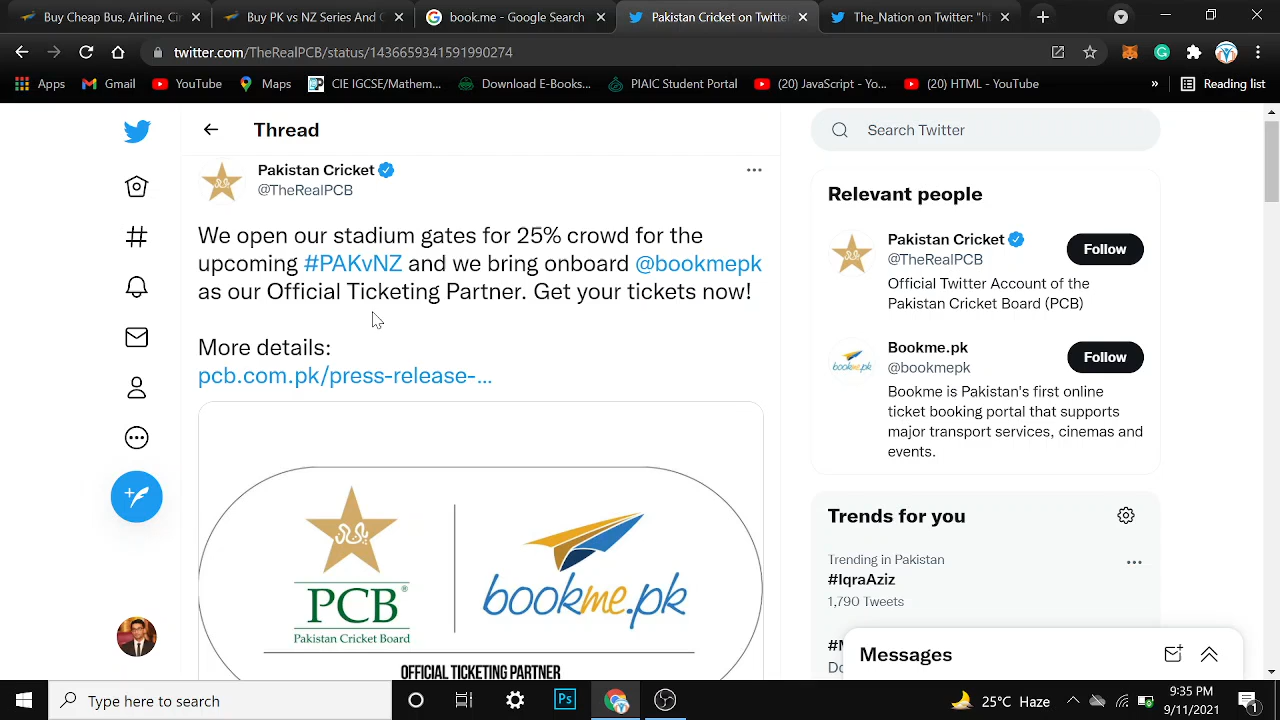 Buy Cheap Bus, Airline, Cin
Buy PK vs NZ Series And C
book.me - Google Search
Pakistan Cricket on Twitter
The_Nation on Twitter: "ht
twitter.com/TheRealPCB/status/1436659341591990274
Apps
Gmail
YouTube
Maps
CIE IGCSE/Mathem...
Download E-Books...
PIAIC Student Portal
(20) JavaScript - Yo...
(20) HTML - YouTube
»
Reading list
Thread
Search Twitter
Pakistan Cricket
@TheRealPCB
We open our stadium gates for 25% crowd for the
upcoming #PAKvNZ and we bring onboard @bookmepk
as our Official Ticketing Partner. Get your tickets now!
More details:
pcb.com.pk/press-release-...
PCB®
Pakistan Cricket Board
bookme.pk
OFFICIAL TICKETING PARTNER
Relevant people
Pakistan Cricket
@TheRealPCB
Follow
Official Twitter Account of the
Pakistan Cricket Board (PCB)
bookme.pk
Bookme.pk
@bookmepk
Follow
Bookme is Pakistan's first online
ticket booking portal that supports
major transport services, cinemas and
events.
Trends for you
Trending in Pakistan
#IqraAziz
1,790 Tweets
Messages
Type here to search
Ps
25°C Haze
9:35 PM
9/11/2021
1